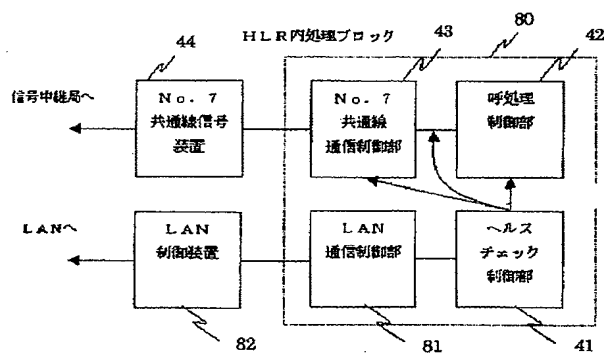 HLR内処理ブロック
80
44
43
42
信号中継局へ
No. 7
共通線信号
装置
No. 7
共通線
通信制御部
呼処理
制御部
LANへ
LAN
制御装置
LAN
通信制御部
ヘルス
チェック
制御部
82
81
41